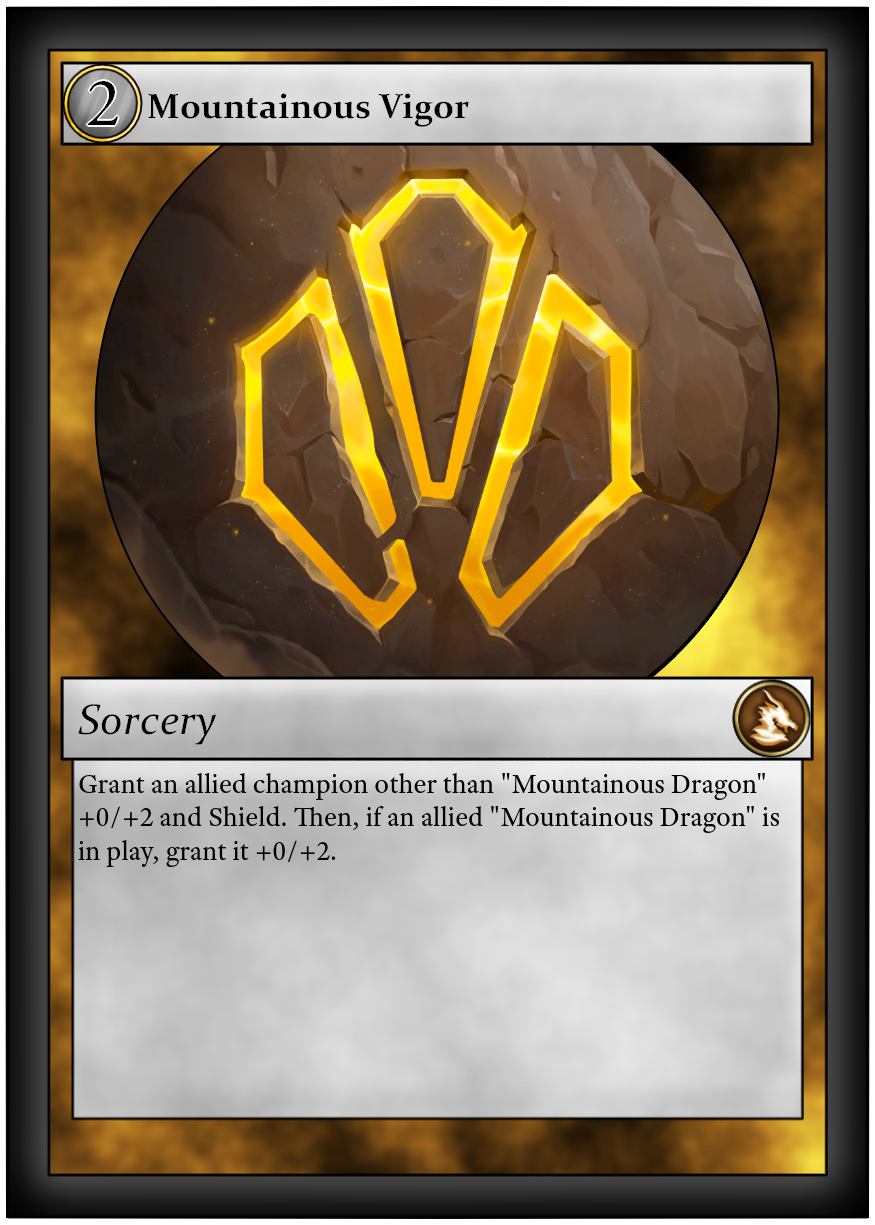 2 Mountainous Vigor
Sorcery
Grant an allied champion other than "Mountainous Dragon"
+0/+2 and Shield. Then, if an allied "Mountainous Dragon" is
in play, grant it +0/+2.